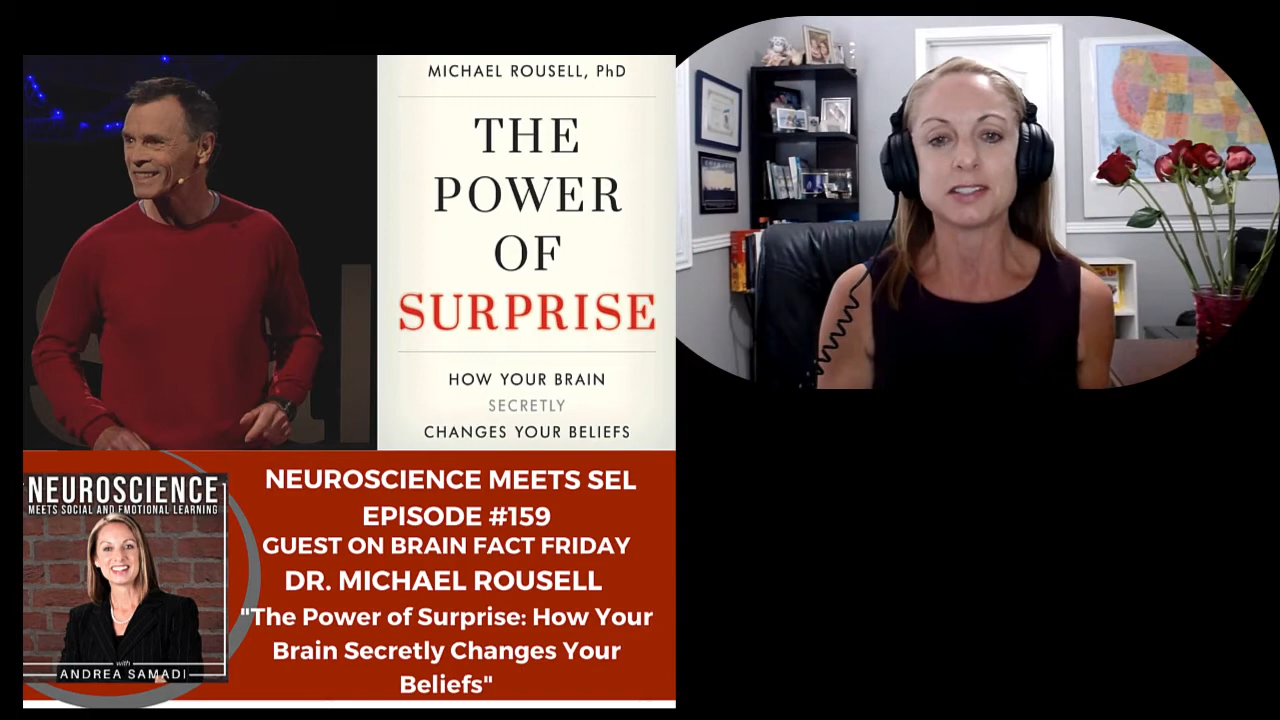 MICHAEL ROUSELL, PhD
THE
POWER
OF
SURPRISE
HOW YOUR BRAIN
SECRETLY
CHANGES YOUR BELIEFS
NEUROSCIENCE MEETS SEL
EPISODE #159
GUEST ON BRAIN FACT FRIDAY
DR. MICHAEL ROUSELL
"The Power of Surprise: How Your
Brain Secretly Changes Your
Beliefs"
NEUROSCIENCE
MEETS SOCIAL AND EMOTIONAL LEARNING
with
ANDREA SAMADI